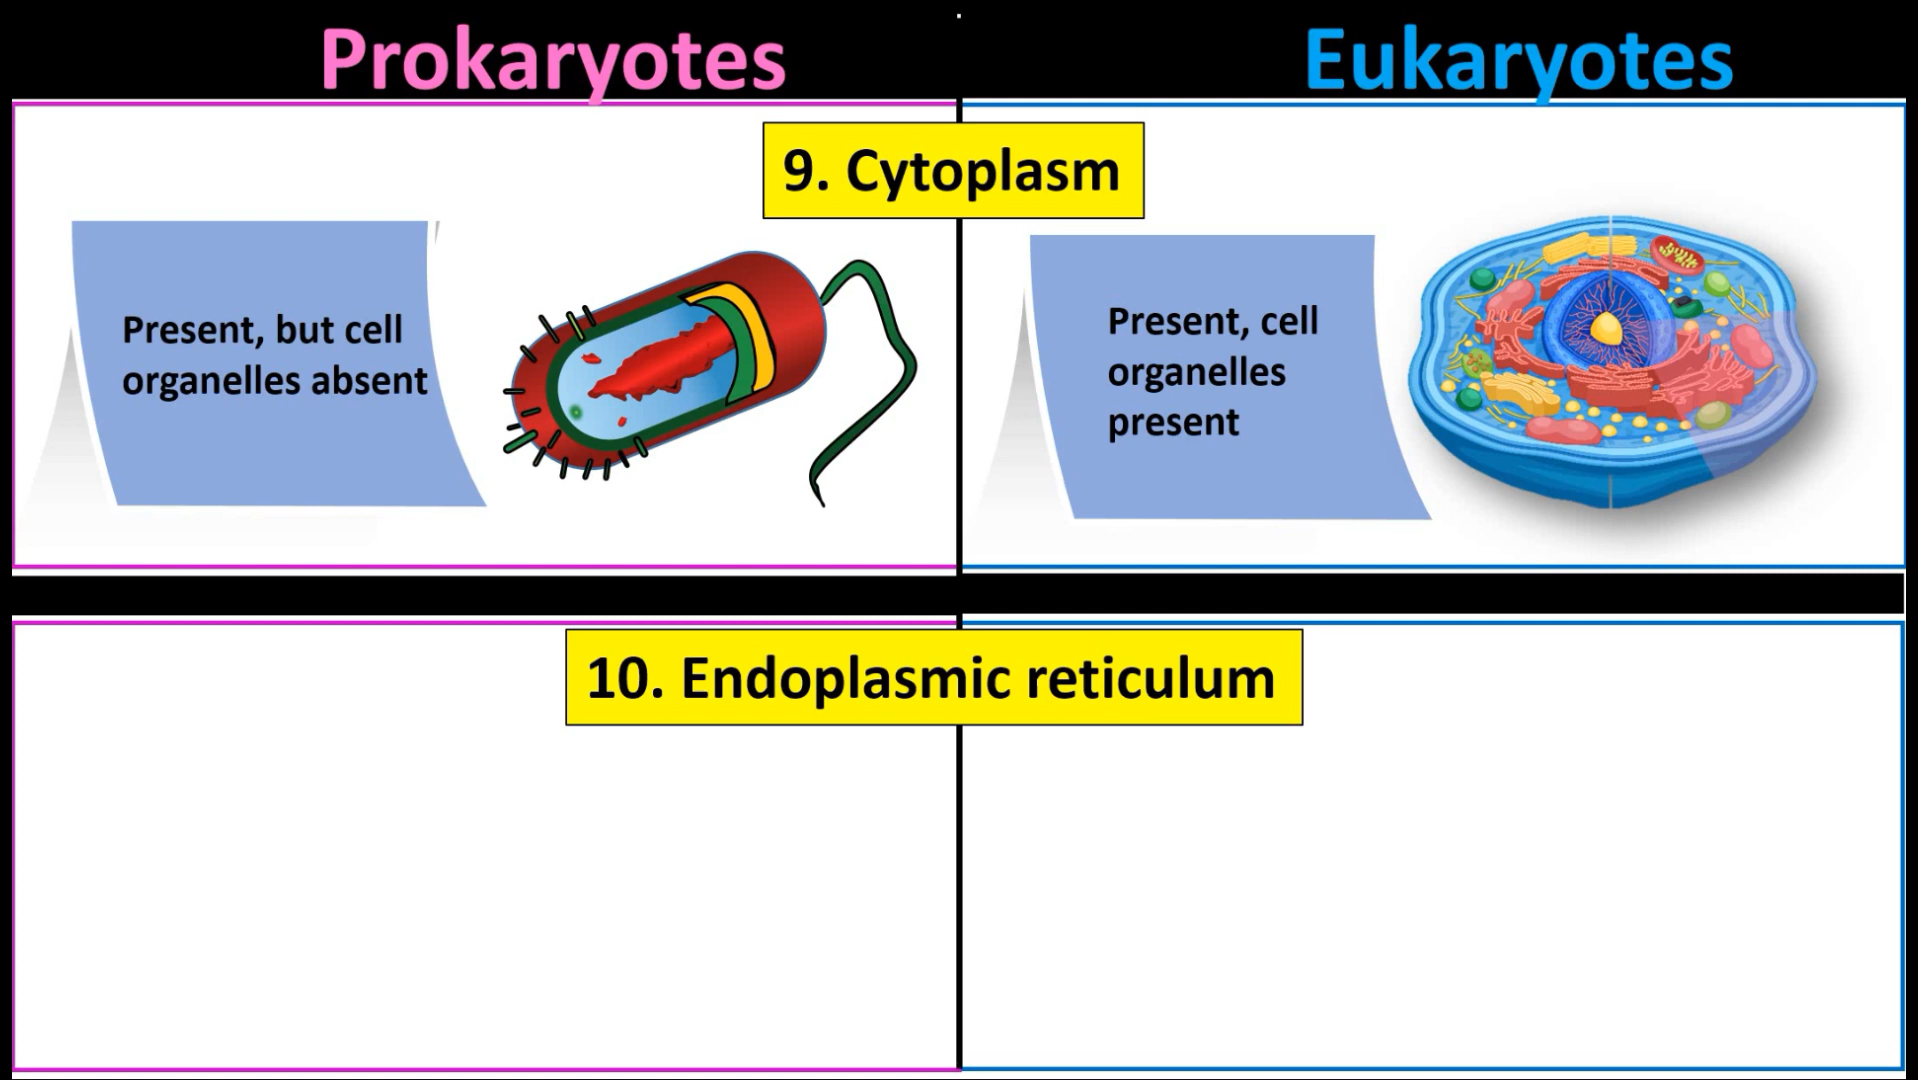 Prokaryotes
Eukaryotes
9. Cytoplasm
Present, but cell
organelles absent
Present, cell
organelles
present
10. Endoplasmic reticulum